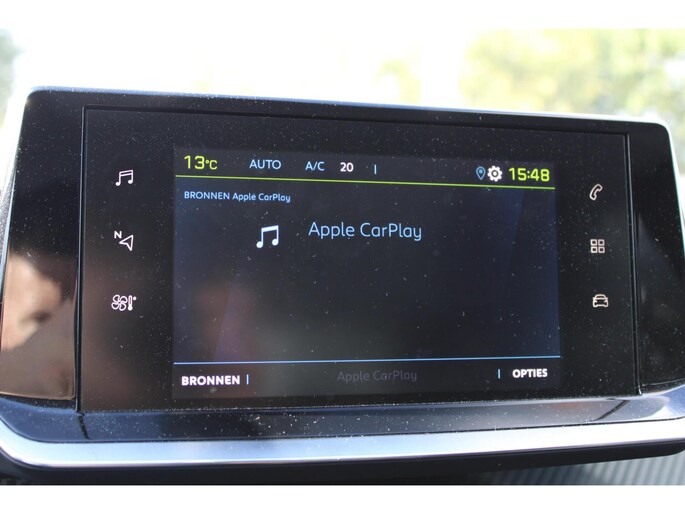 13°C AUTO A/C 20 15:48
BRONNEN Apple CarPlay
Apple CarPlay
N
BRONNEN Apple CarPlay OPTIES